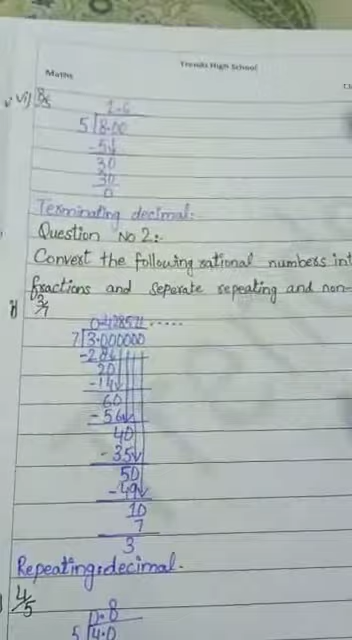 Trends High School
Maths
vi) 8/5
1.6
5 8.00
-5
30
30
0
Terminating decimal.
Question No 2:-
Convert the following rational numbers int
fractions and separate repeating and non-
i) 3/7
0.428571.....
7 3.000000
-28
20
-14
60
-56
40
-35
50
-49
10
7
3
Repeating decimal.
4/5
0.8
5 4.0